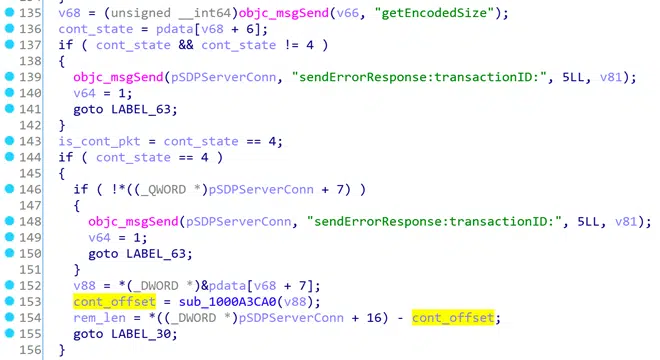 135 v68 = (unsigned __int64)objc_msgSend(v66, "getEncodedSize");
136 cont_state = pdata[v68 + 6];
137 if ( cont_state && cont_state != 4 )
138 {
139 objc_msgSend(pSDPServerConn, "sendErrorResponse:transactionID:", 5LL, v81);
140 v64 = 1;
141 goto LABEL_63;
142 }
143 is_cont_pkt = cont_state == 4;
144 if ( cont_state == 4 )
145 {
146 if ( !*((_QWORD *)pSDPServerConn + 7) )
147 {
148 objc_msgSend(pSDPServerConn, "sendErrorResponse:transactionID:", 5LL, v81);
149 v64 = 1;
150 goto LABEL_63;
151 }
152 v88 = *(_DWORD *)&pdata[v68 + 7];
153 cont_offset = sub_1000A3CA0(v88);
154 rem_len = *((_DWORD *)pSDPServerConn + 16) - cont_offset;
155 goto LABEL_30;
156 }